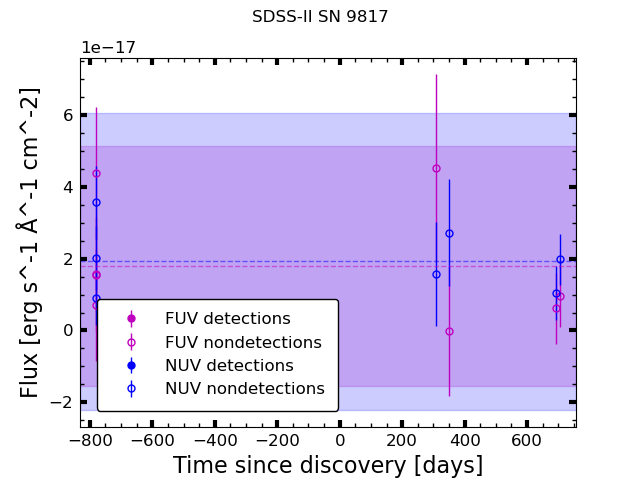 SDSS-II SN 9817
1e−17
Flux [erg s^-1 Å^-1 cm^-2]
6
4
2
0
−2
FUV detections
FUV nondetections
NUV detections
NUV nondetections
−800 −600 −400 −200 0 200 400 600
Time since discovery [days]